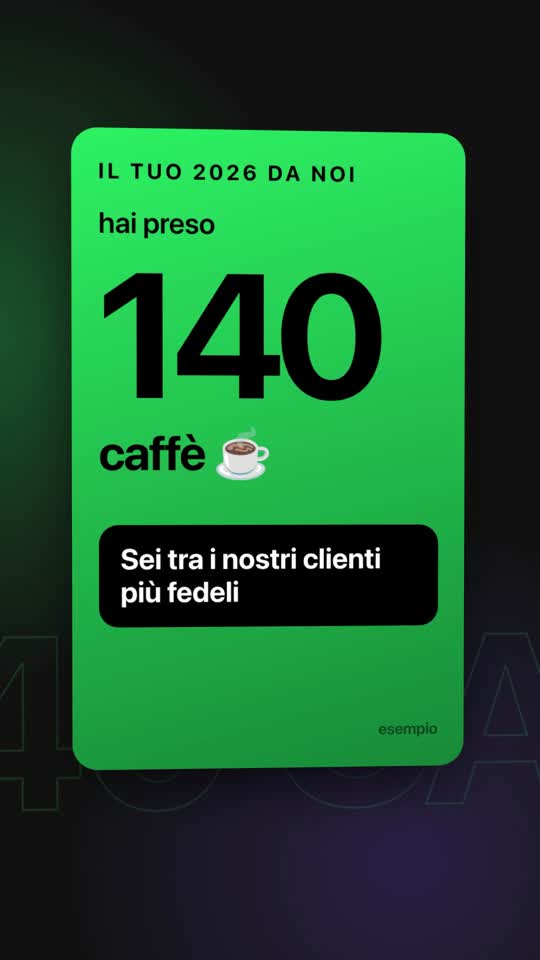 IL TUO 2026 DA NOI
hai preso
140
caffè ☕
Sei tra i nostri clienti
più fedeli
esempio